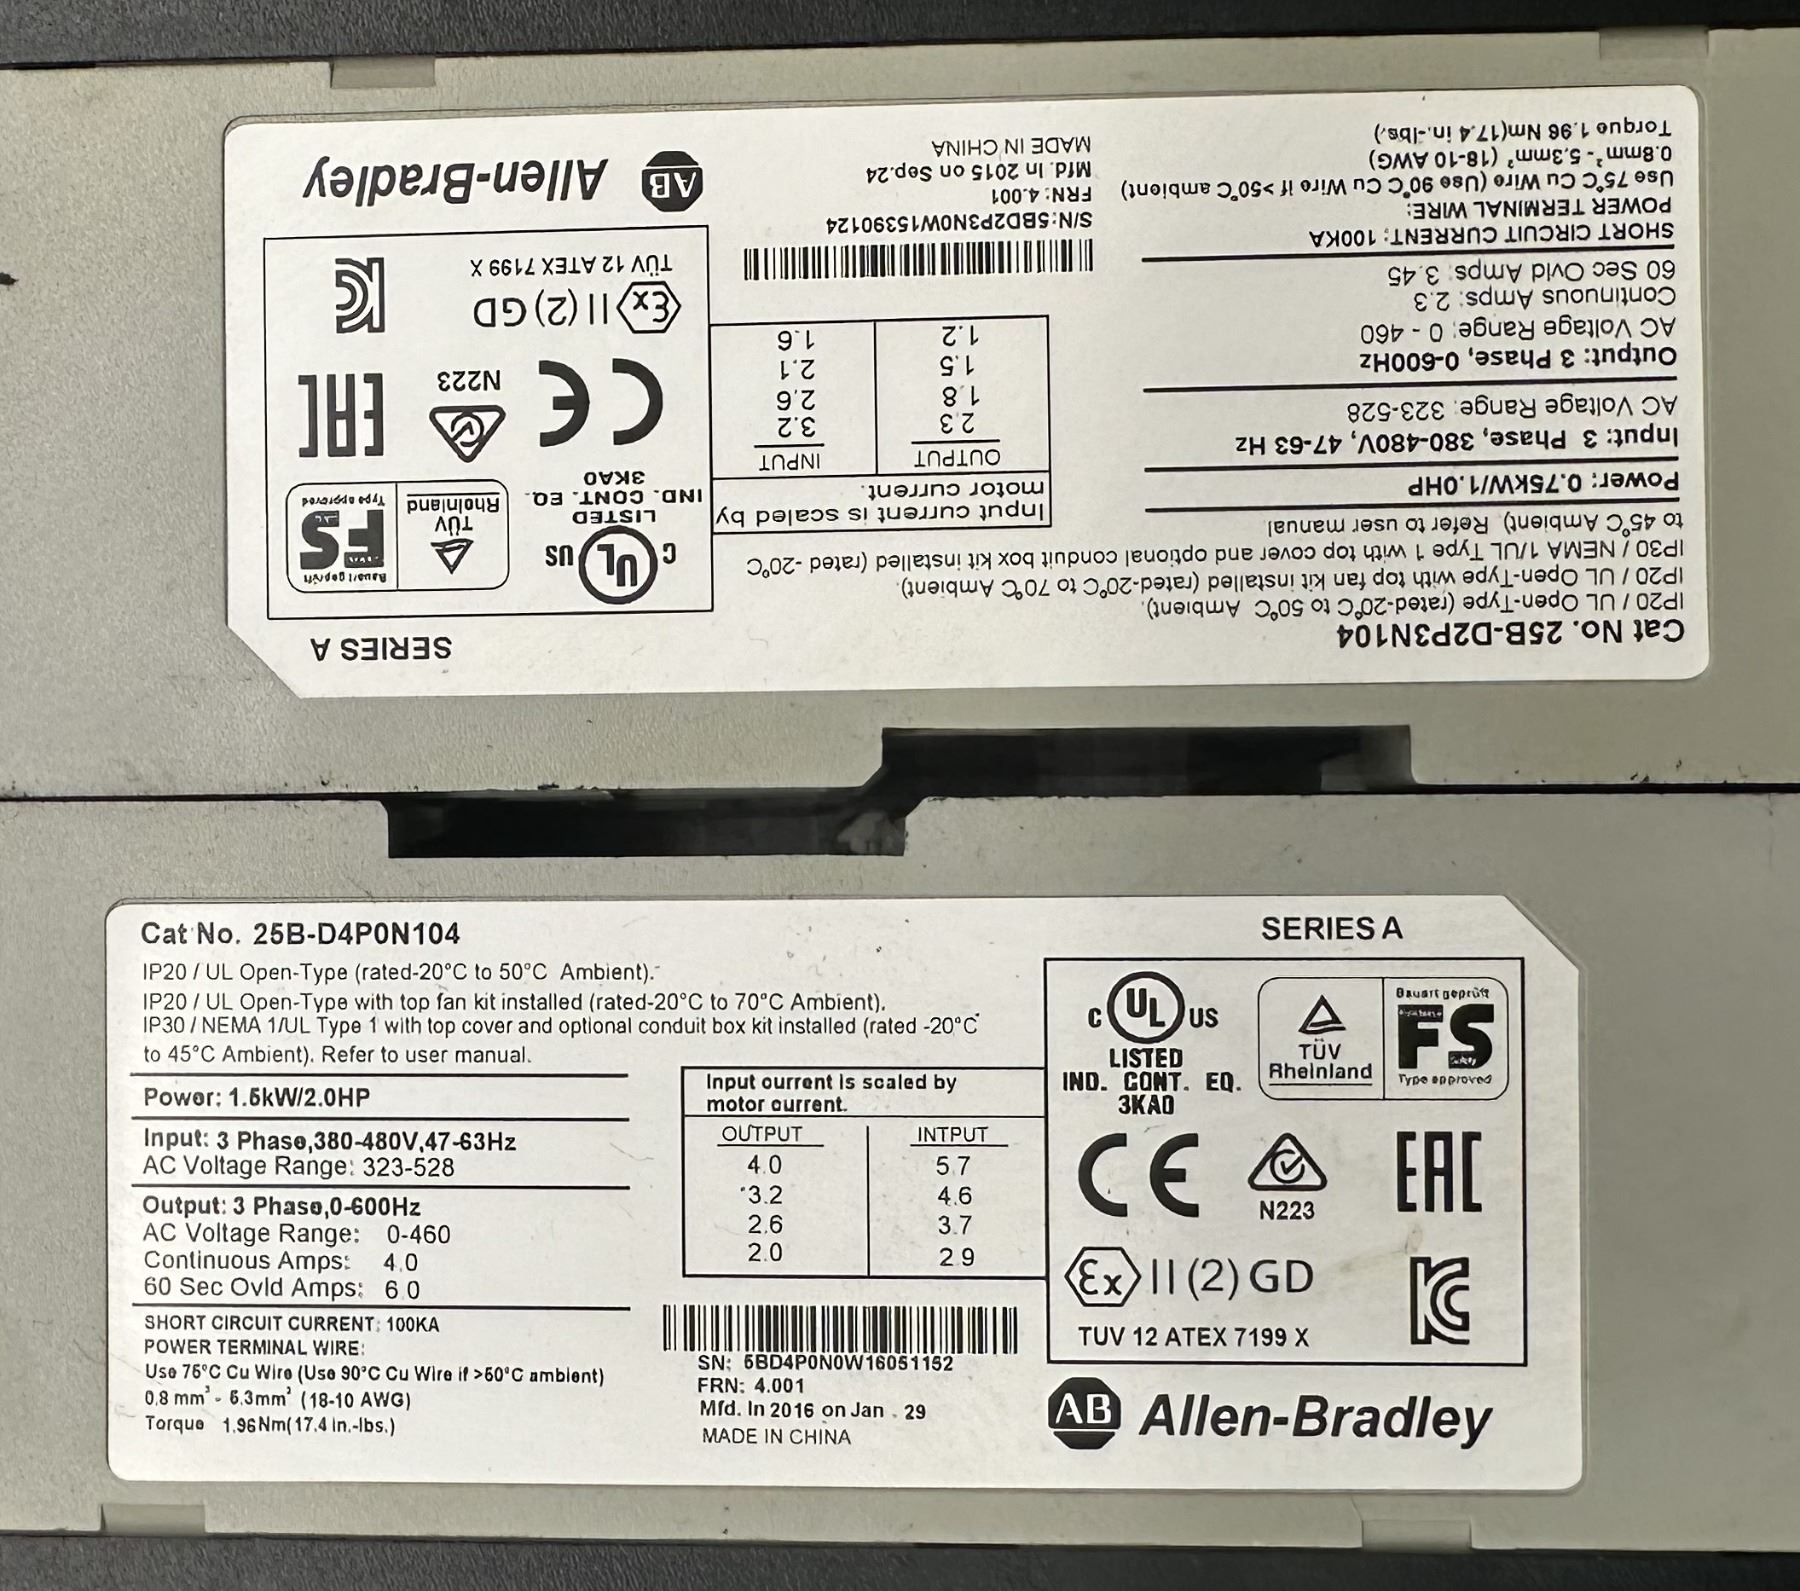 Cat No. 25B-D2P3N104
SERIES A
IP20 / UL Open-Type (rated-20°C to 50°C Ambient).
IP20 / UL Open-Type with top fan kit installed (rated-20°C to 70°C Ambient).
IP30 / NEMA 1/UL Type 1 with top cover and optional conduit box kit installed (rated -20°C
to 45°C Ambient). Refer to user manual.
Power: 0.75kW/1.0HP
Input: 3 Phase, 380-480V, 47-63 Hz
AC Voltage Range: 323-528
Output: 3 Phase, 0-600Hz
AC Voltage Range: 0 - 460
Continuous Amps: 2.3
60 Sec Ovld Amps: 3.45
SHORT CIRCUIT CURRENT: 100KA
POWER TERMINAL WIRE:
Use 75°C Cu Wire (Use 90°C Cu Wire if >50°C ambient)
0.8mm² - 5.3mm² (18-10 AWG)
Torque 1.96 Nm(17.4 in.-lbs.)
Input current is scaled by
motor current.
OUTPUT INPUT
2.3 3.2
1.8 2.6
1.5 2.1
1.2 1.6
S/N:5BD2P3N0W15390124
FRN: 4.001
Mfd. In 2015 on Sep.24
MADE IN CHINA
C UL US
LISTED
IND. CONT. EQ.
3KA0
TÜV
Rheinland
Bauart geprüft
FS
Type approved
CE
N223
EAC
Ex II (2) GD
TÜV 12 ATEX 7199 X
KC
AB Allen-Bradley
Cat No. 25B-D4P0N104
SERIES A
IP20 / UL Open-Type (rated-20°C to 50°C Ambient).
IP20 / UL Open-Type with top fan kit installed (rated-20°C to 70°C Ambient).
IP30 / NEMA 1/UL Type 1 with top cover and optional conduit box kit installed (rated -20°C
to 45°C Ambient). Refer to user manual.
Power: 1.5kW/2.0HP
Input: 3 Phase,380-480V,47-63Hz
AC Voltage Range: 323-528
Output: 3 Phase,0-600Hz
AC Voltage Range: 0-460
Continuous Amps: 4.0
60 Sec Ovld Amps: 6.0
SHORT CIRCUIT CURRENT: 100KA
POWER TERMINAL WIRE:
Use 75°C Cu Wire (Use 90°C Cu Wire if >50°C ambient)
0.8 mm² - 5.3mm² (18-10 AWG)
Torque 1.96Nm(17.4 in.-lbs.)
Input current is scaled by
motor current.
OUTPUT INTPUT
4.0 5.7
3.2 4.6
2.6 3.7
2.0 2.9
SN: 5BD4P0N0W16051152
FRN: 4.001
Mfd. In 2016 on Jan . 29
MADE IN CHINA
C UL US
LISTED
IND. CONT. EQ.
3KA0
TÜV
Rheinland
Bauart geprüft
FS
Type approved
CE
N223
EAC
Ex II (2) GD
TUV 12 ATEX 7199 X
KC
AB Allen-Bradley